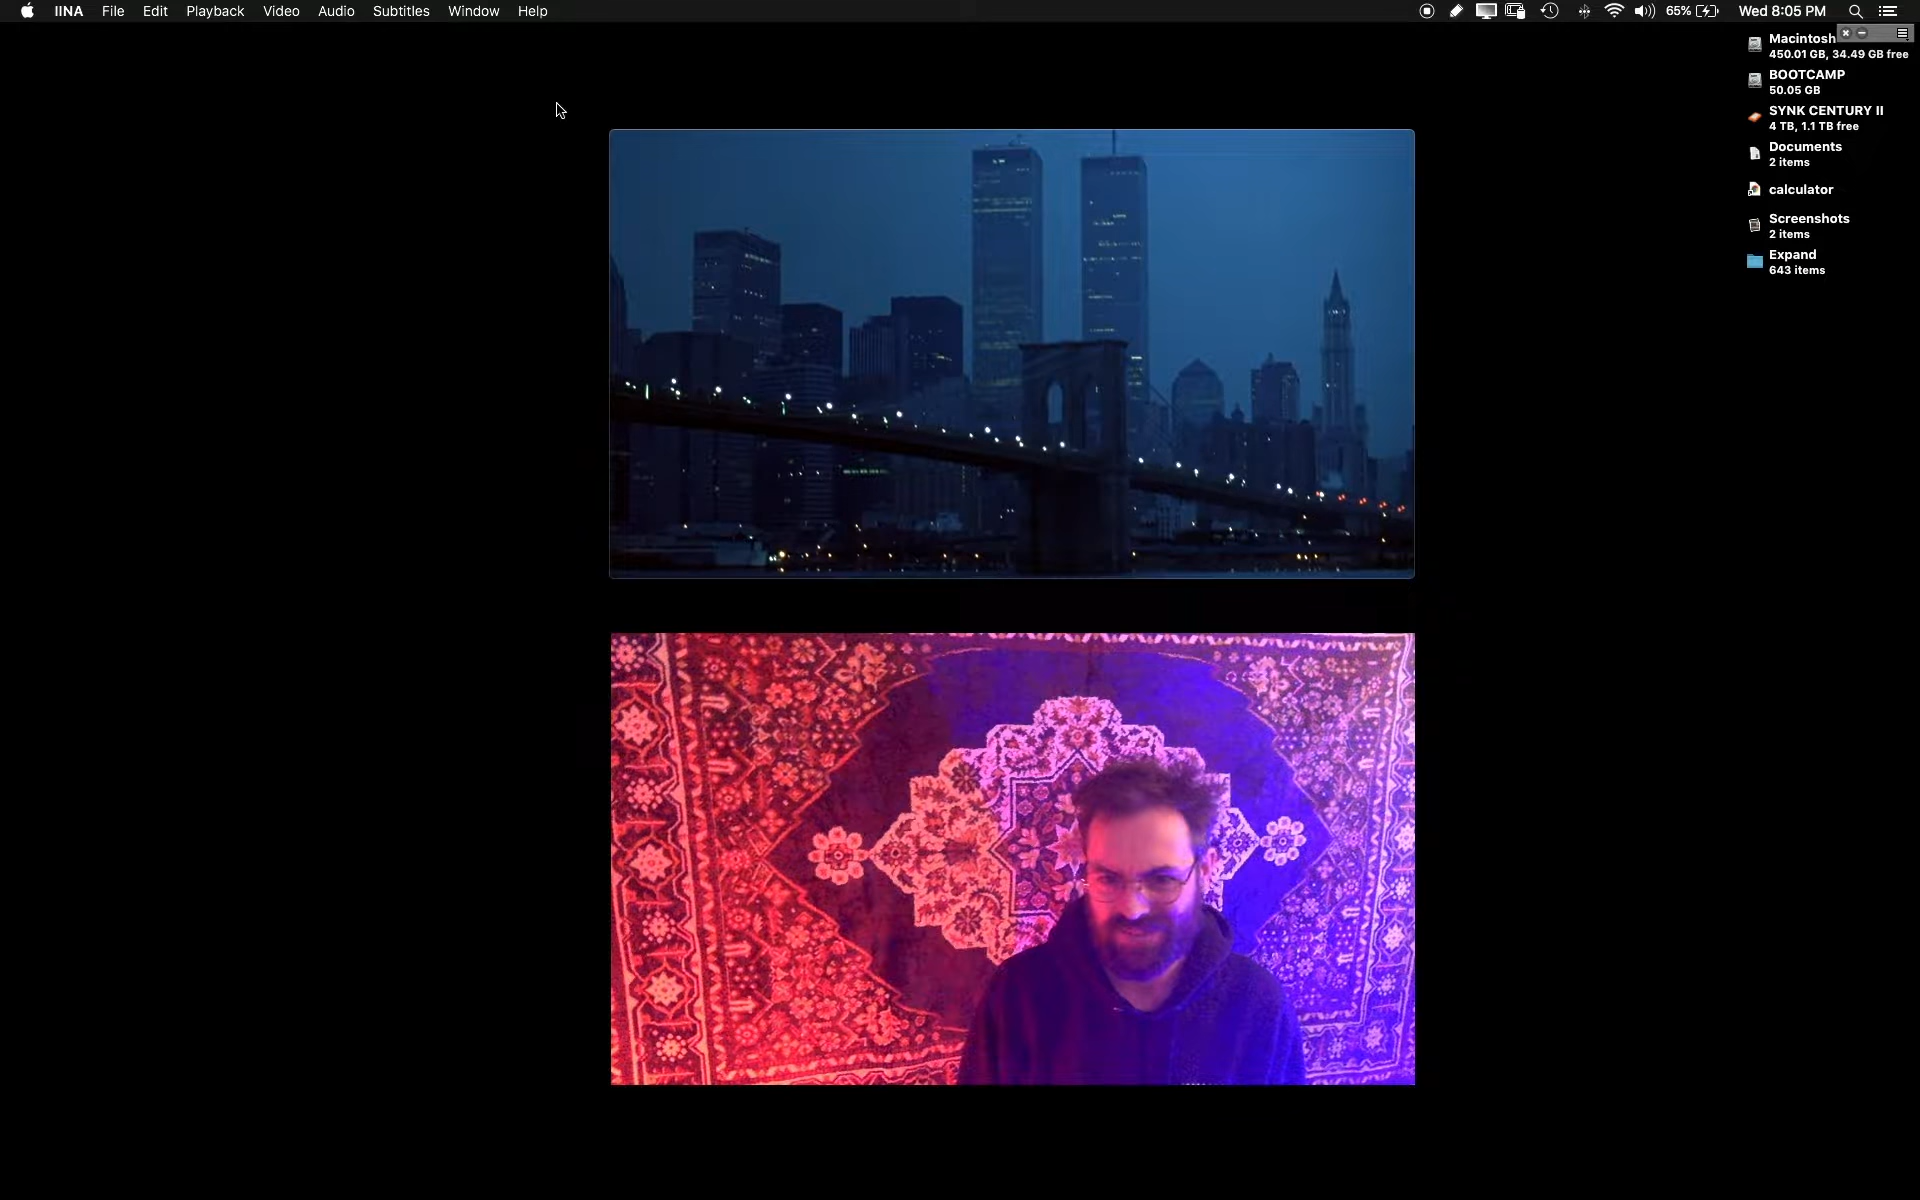 IINA File Edit Playback Video Audio Subtitles Window Help 65% Wed 8:05 PM
Macintosh
450.01 GB, 34.49 GB free
BOOTCAMP
50.05 GB
SYNK CENTURY II
4 TB, 1.1 TB free
Documents
2 items
calculator
Screenshots
2 items
Expand
643 items